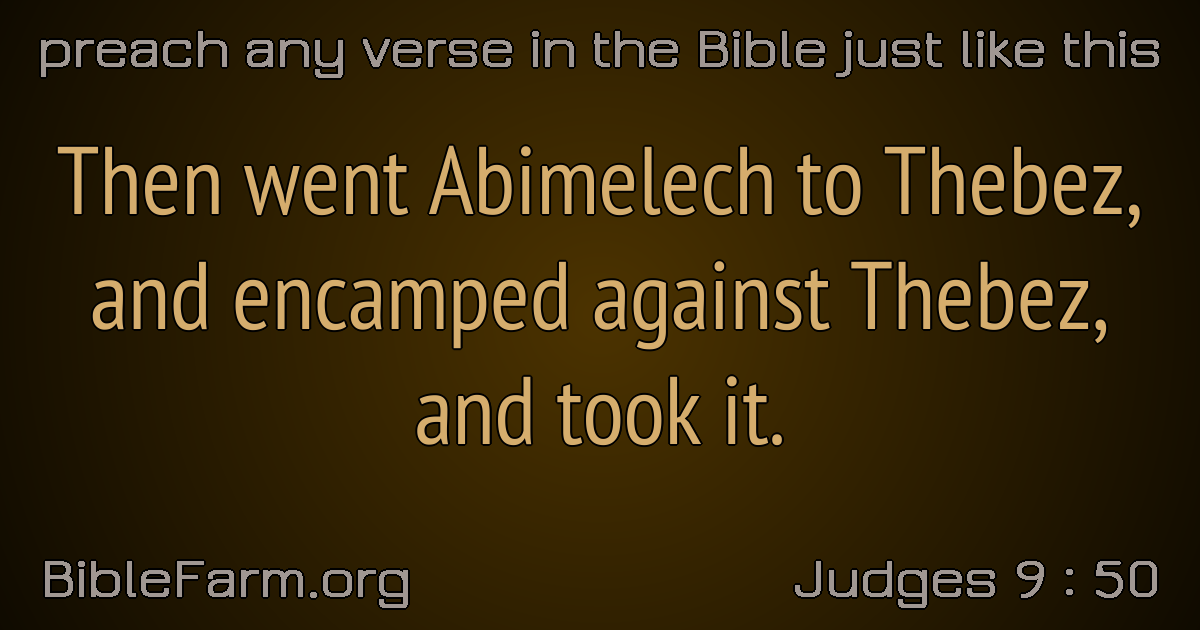 preach any verse in the Bible just like this
Then went Abimelech to Thebez,
and encamped against Thebez,
and took it.
BibleFarm.org
Judges 9 : 50